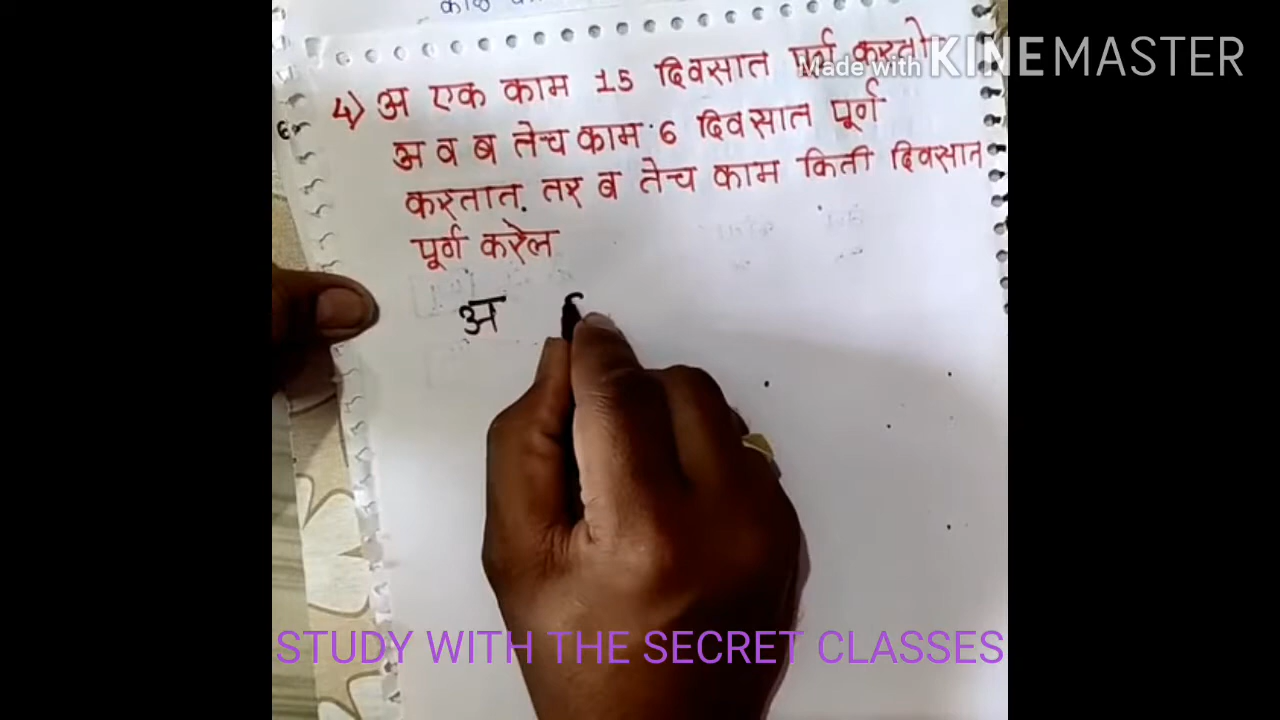 4) अ एक काम 15 दिवसात पूर्ण करतो
अ व ब तेच काम 6 दिवसात पूर्ण
करतात. तर ब तेच काम किती दिवसात
पूर्ण करेल
अ
Made with KINEMASTER
STUDY WITH THE SECRET CLASSES